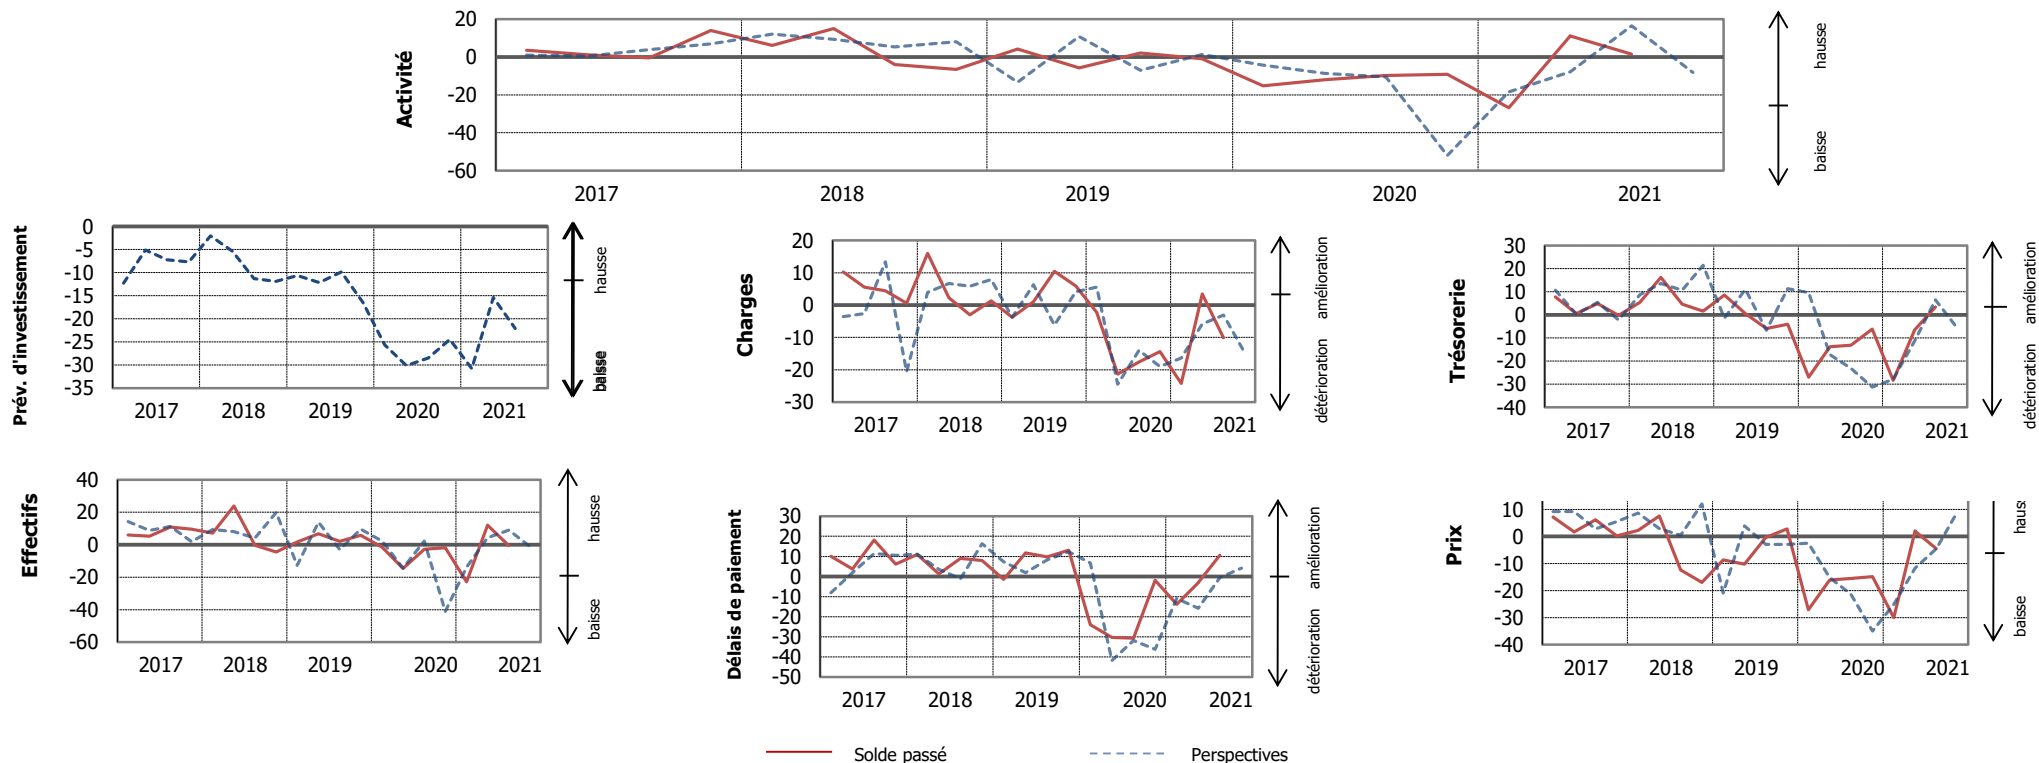 Activité
20
0
-20
-40
-60
2017 2018 2019 2020 2021
hausse
baisse
Prév. d'investissement
0
-5
-10
-15
-20
-25
-30
-35
2017 2018 2019 2020 2021
hausse
baisse
Charges
20
10
0
-10
-20
-30
2017 2018 2019 2020 2021
amélioration
détérioration
Trésorerie
30
20
10
0
-10
-20
-30
-40
2017 2018 2019 2020 2021
amélioration
détérioration
Effectifs
40
20
0
-20
-40
-60
2017 2018 2019 2020 2021
hausse
baisse
Délais de paiement
30
20
10
0
-10
-20
-30
-40
-50
2017 2018 2019 2020 2021
amélioration
détérioration
Prix
10
0
-10
-20
-30
-40
2017 2018 2019 2020 2021
haus
baisse
Solde passé Perspectives